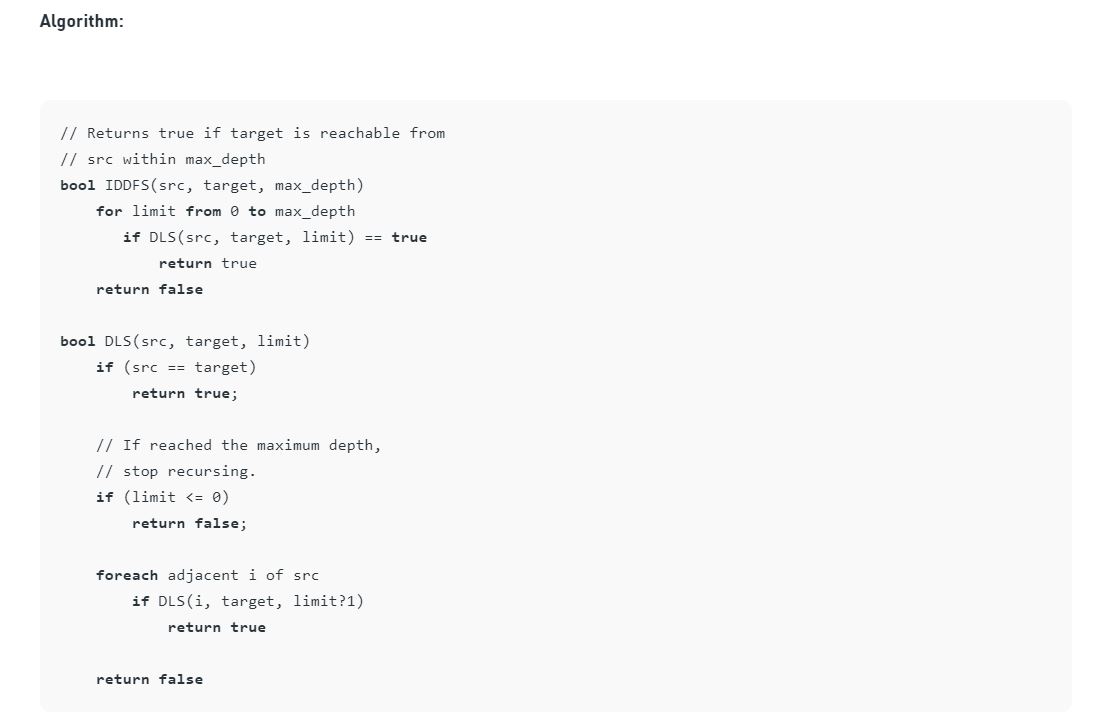 Algorithm:
// Returns true if target is reachable from
// src within max_depth
bool IDDFS(src, target, max_depth)
    for limit from 0 to max_depth
       if DLS(src, target, limit) == true
           return true
    return false

bool DLS(src, target, limit)
    if (src == target)
        return true;

    // If reached the maximum depth,
    // stop recursing.
    if (limit <= 0)
        return false;

    foreach adjacent i of src
        if DLS(i, target, limit?1)
            return true

    return false